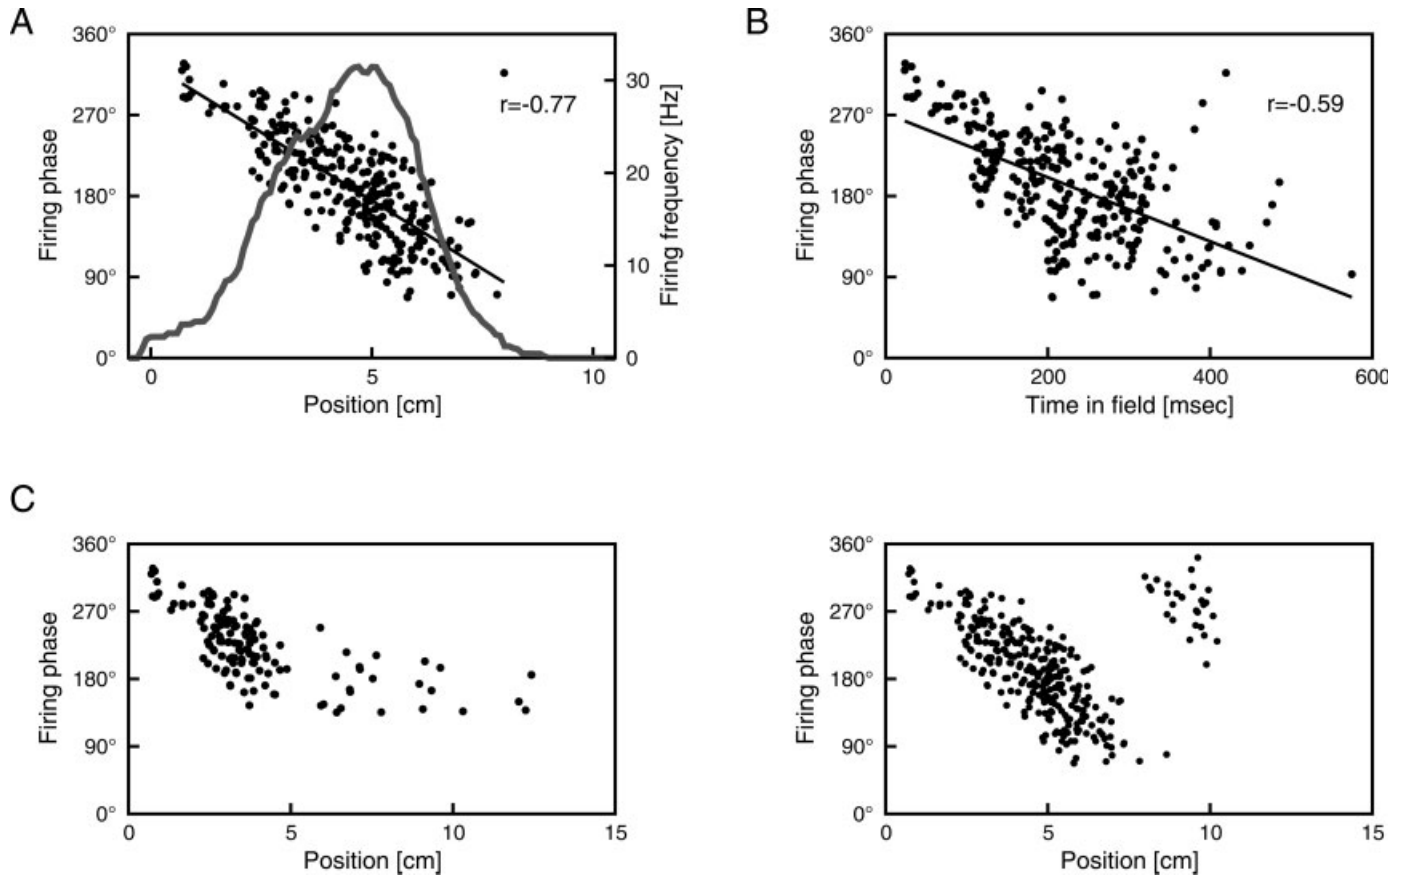 A
360°
270°
180°
90°
0°
Firing phase
r=-0.77
30
20
10
0
Firing frequency [Hz]
0
5
10
Position [cm]
B
360°
270°
180°
90°
0°
Firing phase
r=-0.59
0
200
400
600
Time in field [msec]
C
360°
270°
180°
90°
0°
Firing phase
0
5
10
15
Position [cm]
360°
270°
180°
90°
0°
Firing phase
0
5
10
15
Position [cm]